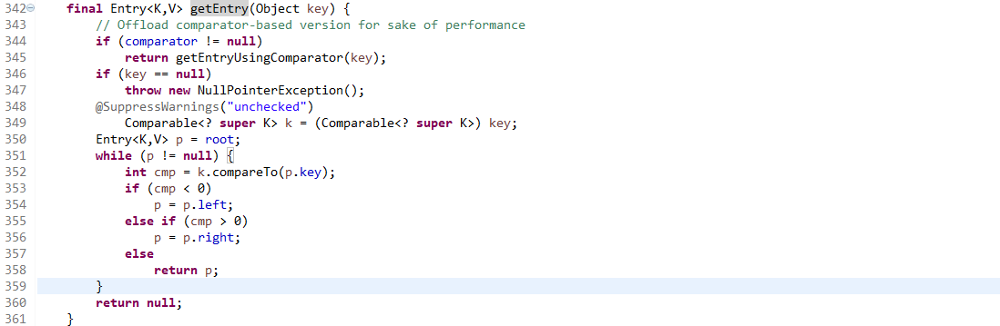 342 final Entry<K,V> getEntry(Object key) {
343 // Offload comparator-based version for sake of performance
344 if (comparator != null)
345 return getEntryUsingComparator(key);
346 if (key == null)
347 throw new NullPointerException();
348 @SuppressWarnings("unchecked")
349 Comparable<? super K> k = (Comparable<? super K>) key;
350 Entry<K,V> p = root;
351 while (p != null) {
352 int cmp = k.compareTo(p.key);
353 if (cmp < 0)
354 p = p.left;
355 else if (cmp > 0)
356 p = p.right;
357 else
358 return p;
359 }
360 return null;
361 }